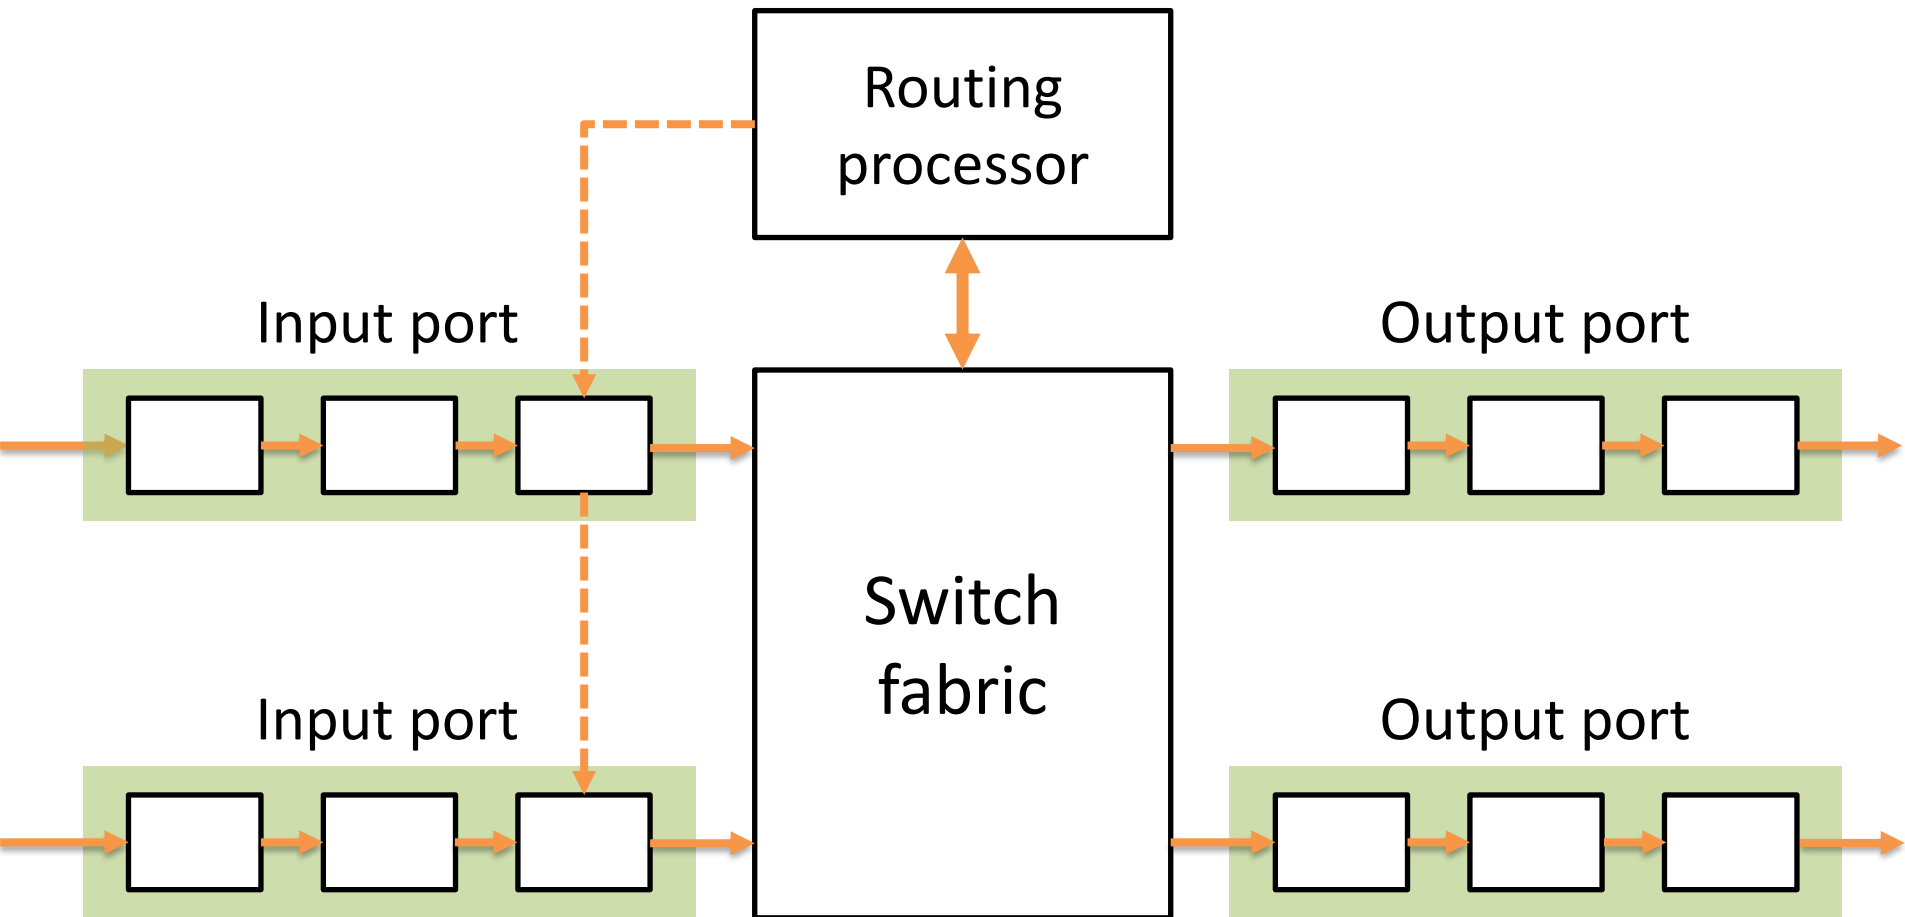 Routing
processor
Input port
Output port
Switch
fabric
Input port
Output port